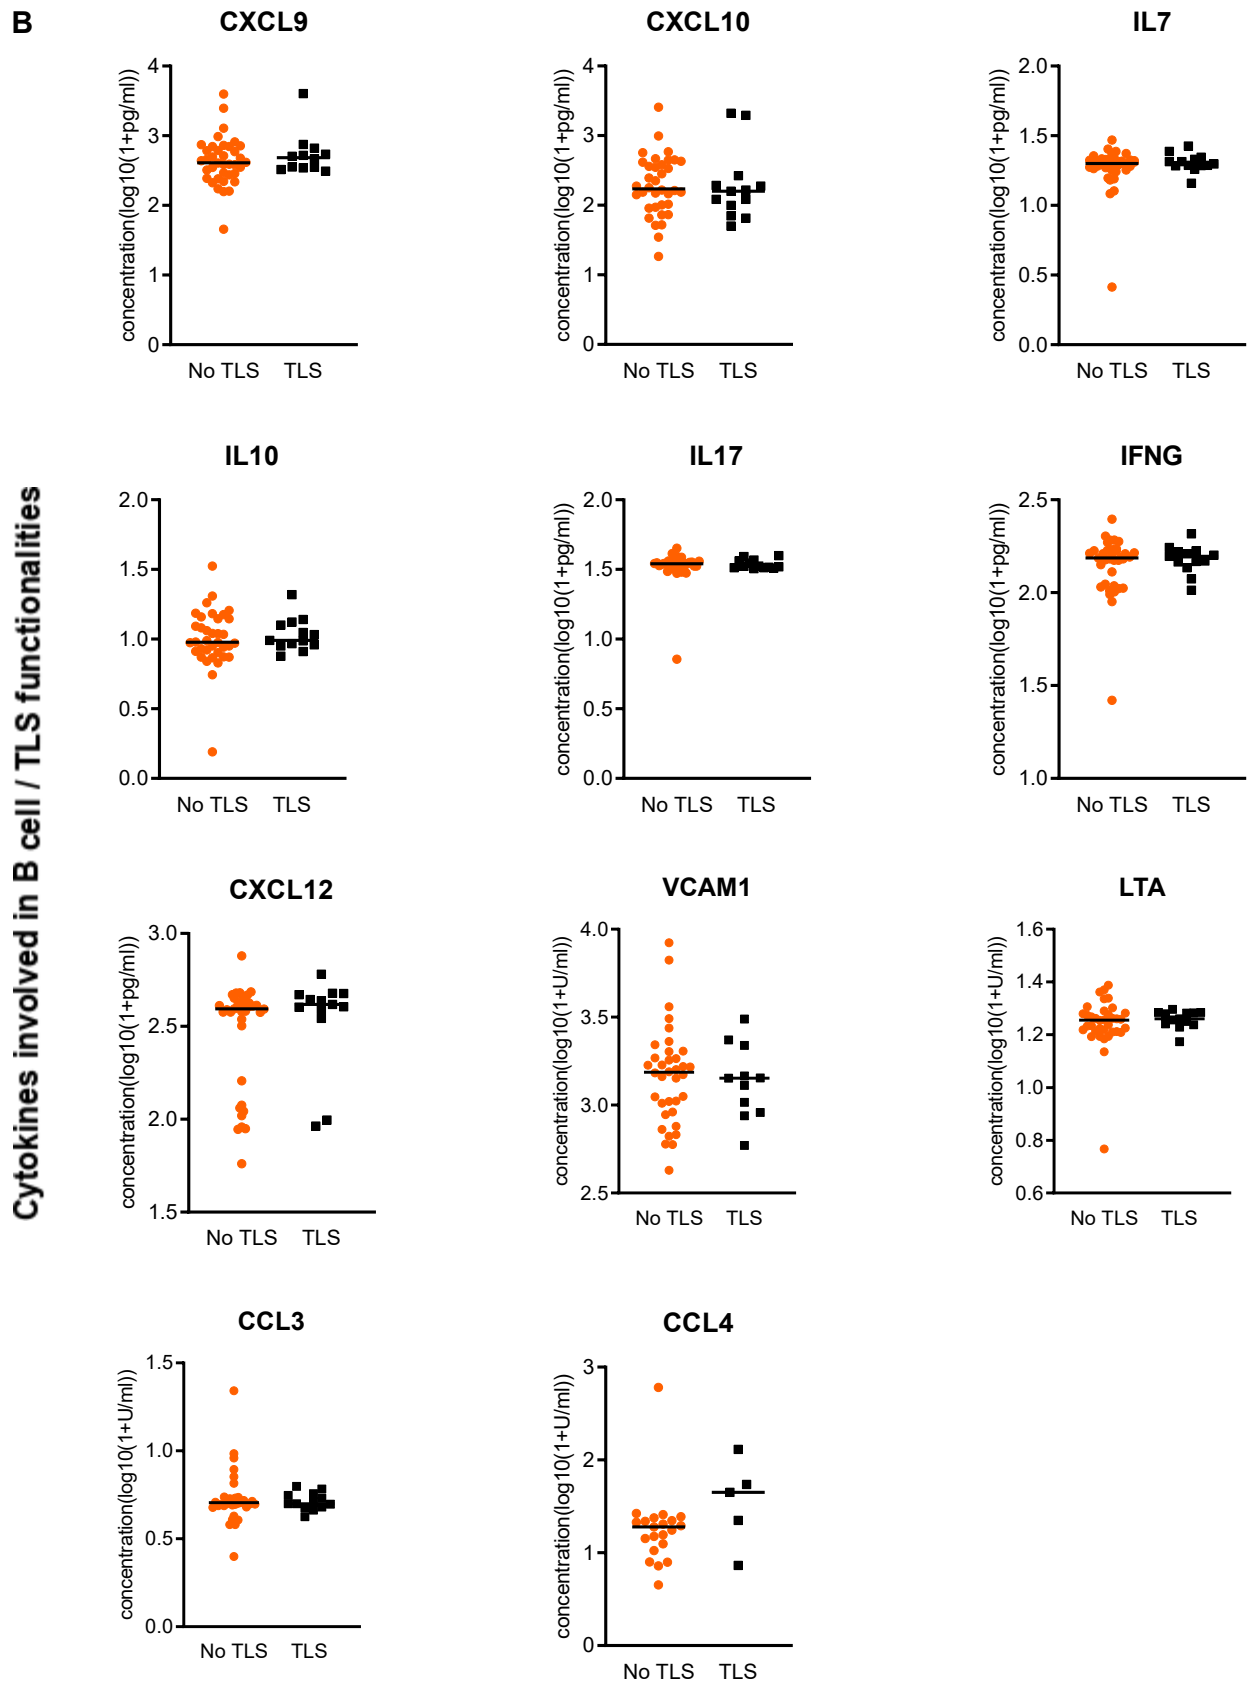 B
Cytokines involved in B cell / TLS functionalities
CXCL9
concentration(log10(1+pg/ml))
4
3
2
1
0
No TLS TLS
CXCL10
concentration(log10(1+pg/ml))
4
3
2
1
0
No TLS TLS
IL7
concentration(log10(1+pg/ml))
2.0
1.5
1.0
0.5
0.0
No TLS TLS
IL10
2.0
1.5
1.0
0.5
0.0
No TLS TLS
IL17
concentration(log10(1+pg/ml))
2.0
1.5
1.0
0.5
0.0
No TLS TLS
IFNG
concentration(log10(1+pg/ml))
2.5
2.0
1.5
1.0
No TLS TLS
CXCL12
concentration(log10(1+pg/ml))
3.0
2.5
2.0
1.5
No TLS TLS
VCAM1
concentration(log10(1+U/ml))
4.0
3.5
3.0
2.5
No TLS TLS
LTA
concentration(log10(1+U/ml))
1.6
1.4
1.2
1.0
0.8
0.6
No TLS TLS
CCL3
concentration(log10(1+U/ml))
1.5
1.0
0.5
0.0
No TLS TLS
CCL4
concentration(log10(1+U/ml))
3
2
1
0
No TLS TLS